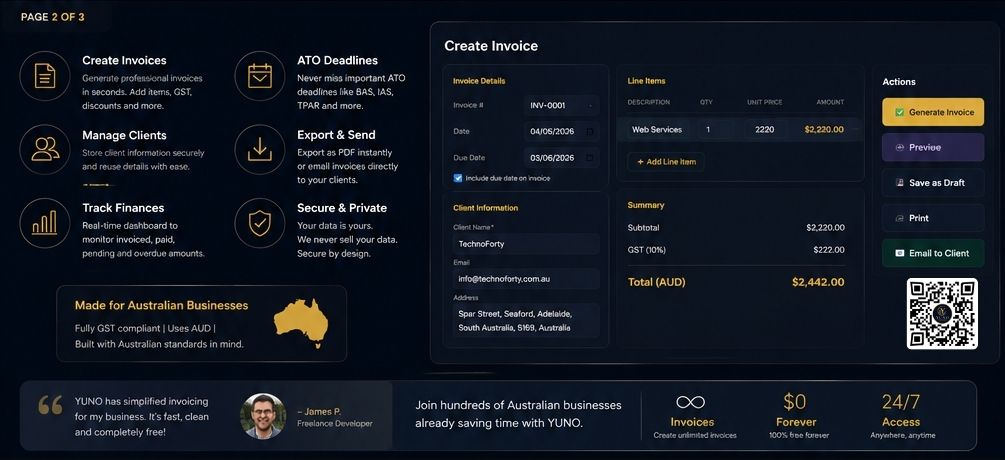 PAGE 2 OF 3
Create Invoices
Generate professional invoices
in seconds. Add items, GST,
discounts and more.
ATO Deadlines
Never miss important ATO
deadlines like BAS, IAS,
TPAR and more.
Manage Clients
Store client information securely
and reuse details with ease.
Export & Send
Export as PDF instantly
or email invoices directly
to your clients.
Track Finances
Real-time dashboard to
monitor invoiced, paid,
pending and overdue amounts.
Secure & Private
Your data is yours.
We never sell your data.
Secure by design.
Made for Australian Businesses
Fully GST compliant | Uses AUD |
Built with Australian standards in mind.
Create Invoice
Invoice Details
Invoice # INV-0001
Date 04/05/2026
Due Date 03/06/2026
Include due date on invoice
Client Information
Client Name*
TechnoForty
Email
info@technoforty.com.au
Address
Spar Street, Seaford, Adelaide,
South Australia, 5169, Australia
Line Items
DESCRIPTION QTY UNIT PRICE AMOUNT
Web Services 1 2220 $2,220.00
+ Add Line Item
Summary
Subtotal $2,220.00
GST (10%) $222.00
Total (AUD) $2,442.00
Actions
Generate Invoice
Previue
Save as Draft
Print
Email to Client
YUNO has simplified invoicing
for my business. It's fast, clean
and completely free!
– James P.
Freelance Developer
Join hundreds of Australian businesses
already saving time with YUNO.
∞
Invoices
Create unlimited invoices
$0
Forever
100% free forever
24/7
Access
Anywhere, anytime